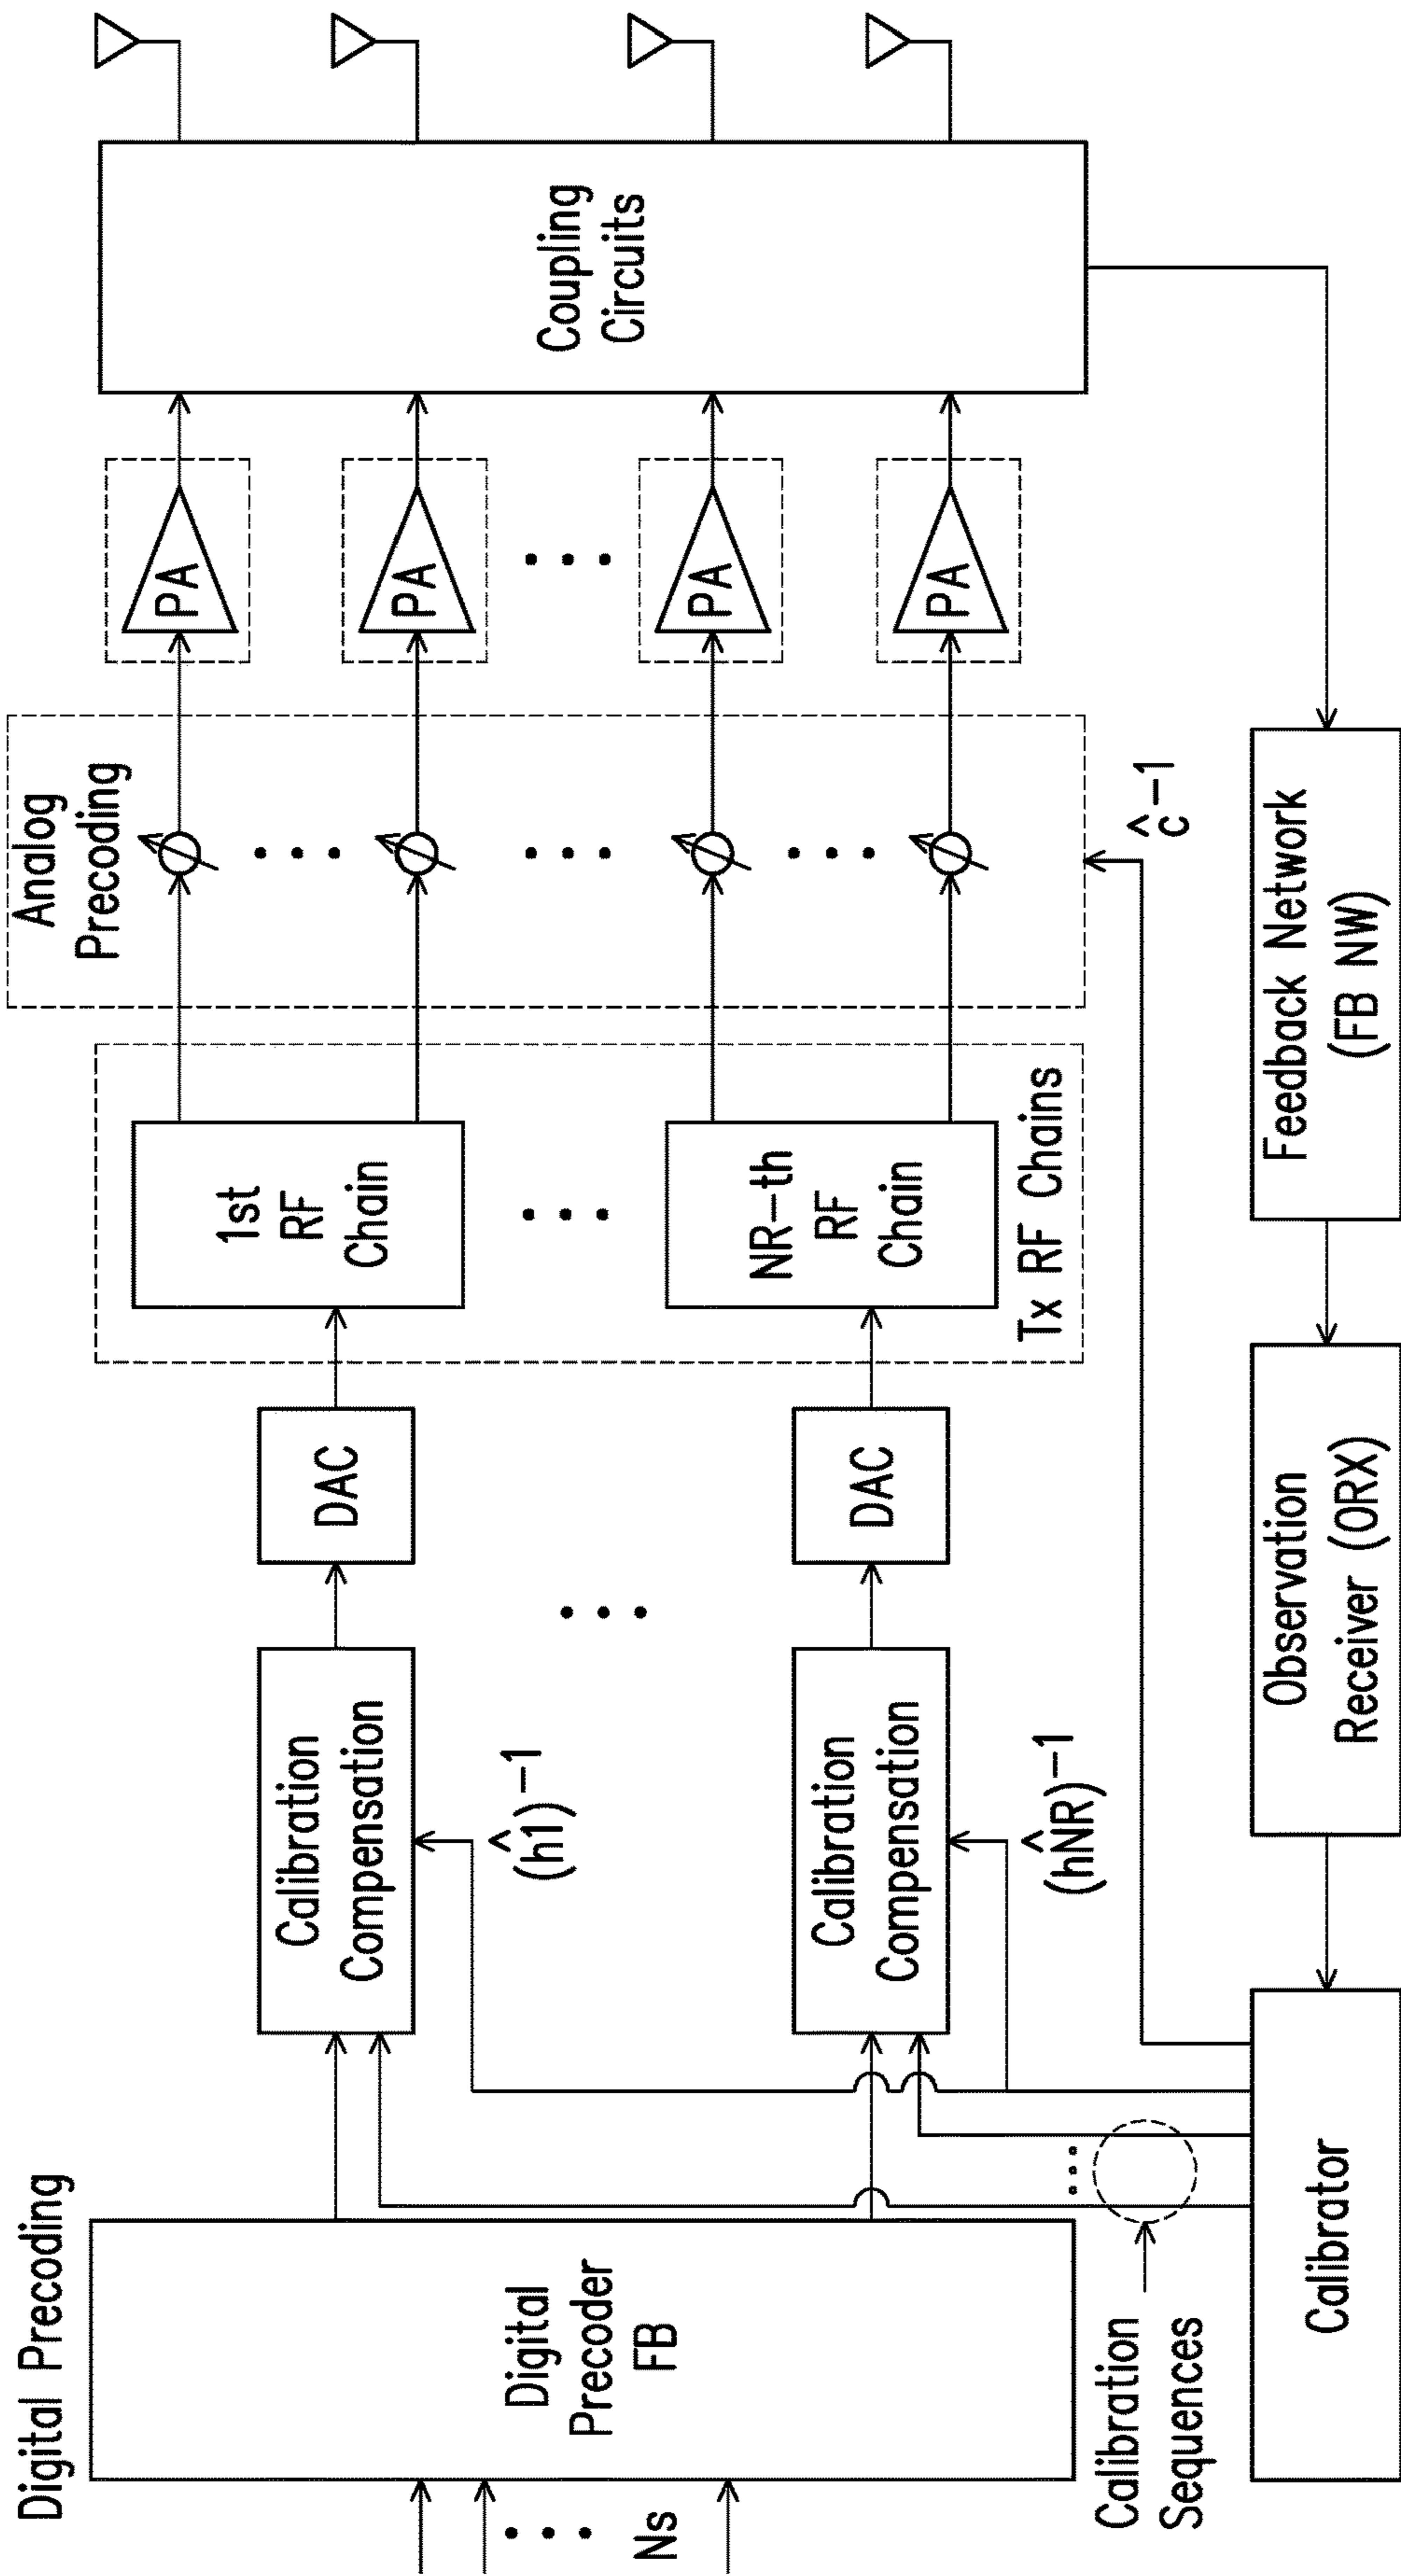 Digital Precoding
Ns
Digital
Precoder
FB
Calibration
Compensation
(ĥ1)⁻¹
Calibration
Compensation
(ĥNR)⁻¹
DAC
DAC
1st
RF
Chain
NR-th
RF
Chain
Tx RF Chains
Analog
Precoding
ĉ⁻¹
PA
PA
PA
PA
Coupling
Circuits
Calibration
Sequences
Calibrator
Observation
Receiver (ORX)
Feedback Network
(FB NW)